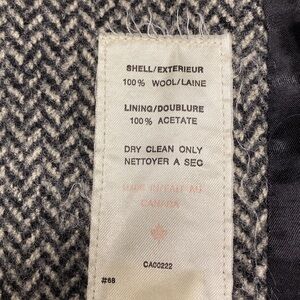 SHELL/EXTERIEUR
100% WOOL/LAINE
LINING/DOUBLURE
100% ACETATE
DRY CLEAN ONLY
NETTOYER A SEC
MADE IN/FAIT AU
CANADA
CA00222
#68